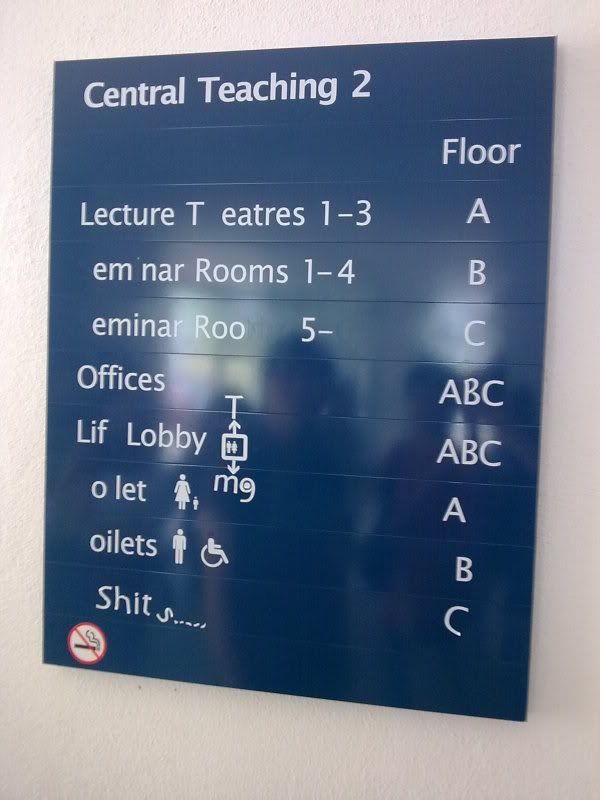 Central Teaching 2
Floor
Lecture T eatres 1-3 A
em nar Rooms 1-4 B
eminar Roo 5- C
Offices ABC
T
Lif Lobby ABC
mg
o let A
oilets B
Shit C